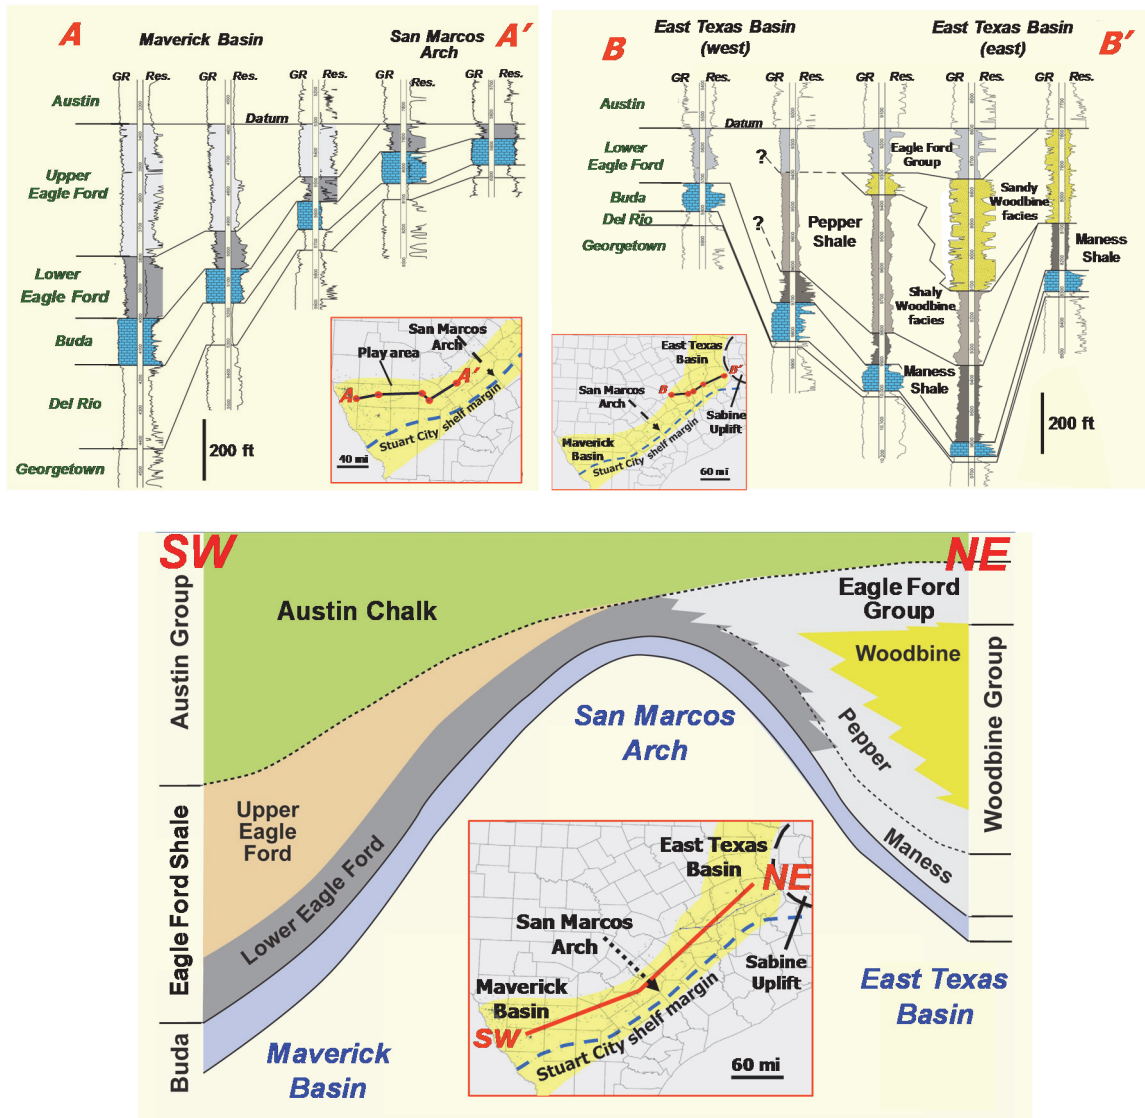 A
Maverick Basin
San Marcos
Arch
A′
GR
Res.
GR
Res.
GR
Res.
GR
Res.
GR
Res.
Austin
Datum
Upper
Eagle Ford
Lower
Eagle Ford
Buda
Del Rio
Georgetown
200 ft
San Marcos
Arch
Play area
A
A′
Stuart City shelf margin
40 mi
B
East Texas Basin
(west)
East Texas Basin
(east)
B′
GR
Res.
GR
Res.
GR
Res.
GR
Res.
GR
Res.
Austin
Datum
Lower
Eagle Ford
Buda
Del Rio
Georgetown
?
?
Eagle Ford
Group
Sandy
Woodbine
facies
Pepper
Shale
Maness
Shale
Shaly
Woodbine
facies
Maness
Shale
200 ft
East Texas
Basin
San Marcos
Arch
B
B′
Sabine
Uplift
Maverick
Basin
Stuart City shelf margin
60 mi
SW
NE
Austin Group
Austin Chalk
Eagle Ford
Group
Woodbine
Woodbine Group
San Marcos
Arch
Pepper
Maness
Eagle Ford Shale
Upper
Eagle
Ford
Lower Eagle Ford
Buda
Maverick
Basin
East Texas
Basin
East Texas
Basin
NE
San Marcos
Arch
Maverick
Basin
SW
Sabine
Uplift
Stuart City shelf margin
60 mi